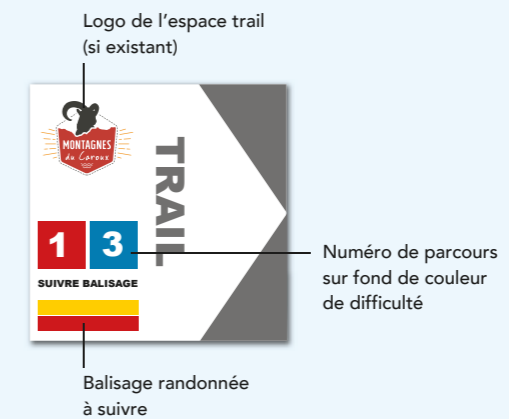 Logo de l'espace trail
(si existant)
MONTAGNES
du Caroux
TRAIL
1 3
SUIVRE BALISAGE
Numéro de parcours
sur fond de couleur
de difficulté
Balisage randonnée
à suivre